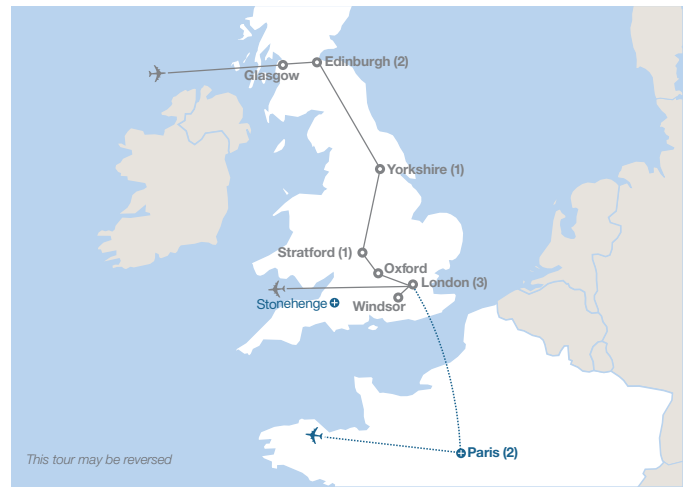 Edinburgh (2)
Glasgow
Yorkshire (1)
Stratford (1)
Oxford
London (3)
Stonehenge
Windsor
Paris (2)
This tour may be reversed